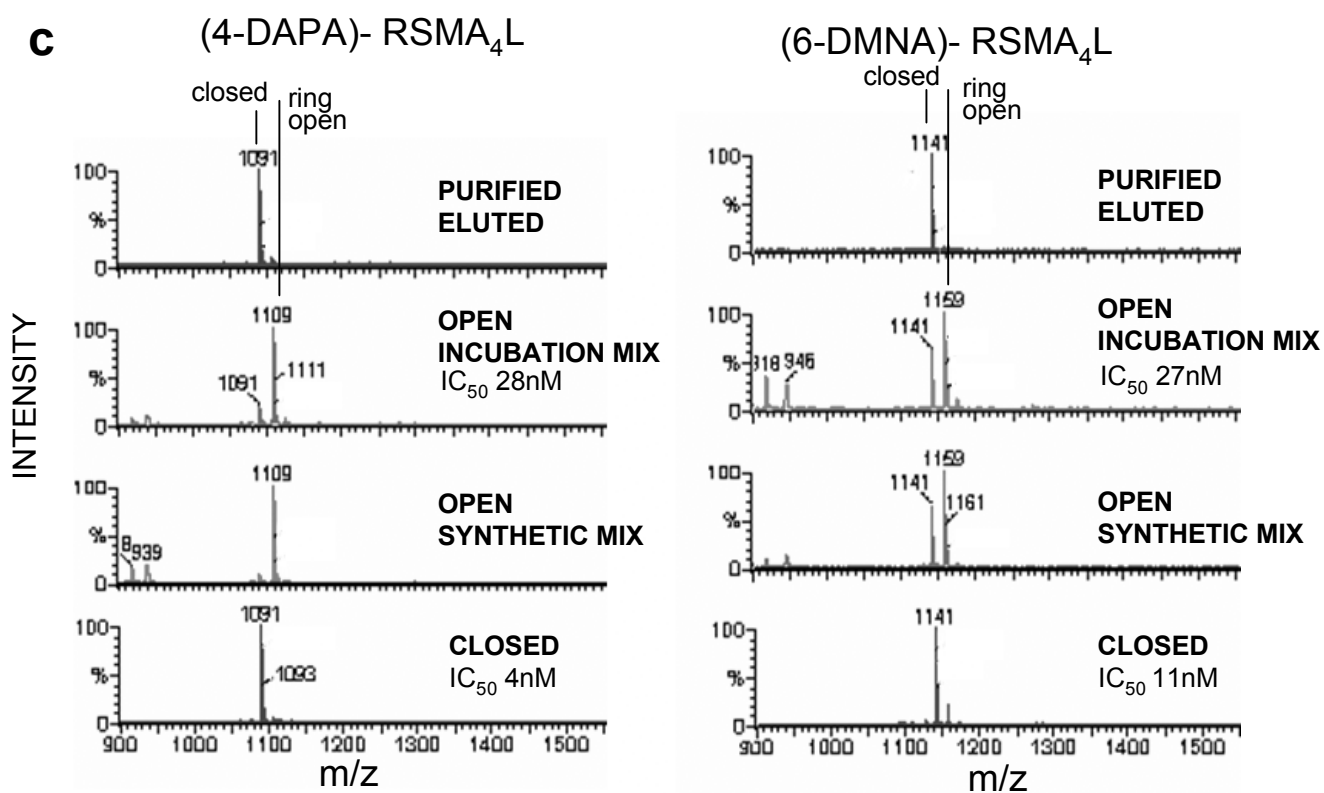 c
(4-DAPA)- RSMA4L
closed
ring
open
1091
100
%
0
PURIFIED
ELUTED
1109
100
%
0
1091
1111
OPEN
INCUBATION MIX
IC50 28nM
1109
100
%
0
8
939
OPEN
SYNTHETIC MIX
1091
100
%
0
1093
CLOSED
IC50 4nM
900 1000 1100 1200 1300 1400 1500
m/z
INTENSITY
(6-DMNA)- RSMA4L
closed
ring
open
1141
100
%
0
PURIFIED
ELUTED
1159
100
%
0
1141
918 946
OPEN
INCUBATION MIX
IC50 27nM
1159
100
%
0
1141
1161
OPEN
SYNTHETIC MIX
1141
100
%
0
CLOSED
IC50 11nM
900 1000 1100 1200 1300 1400 1500
m/z